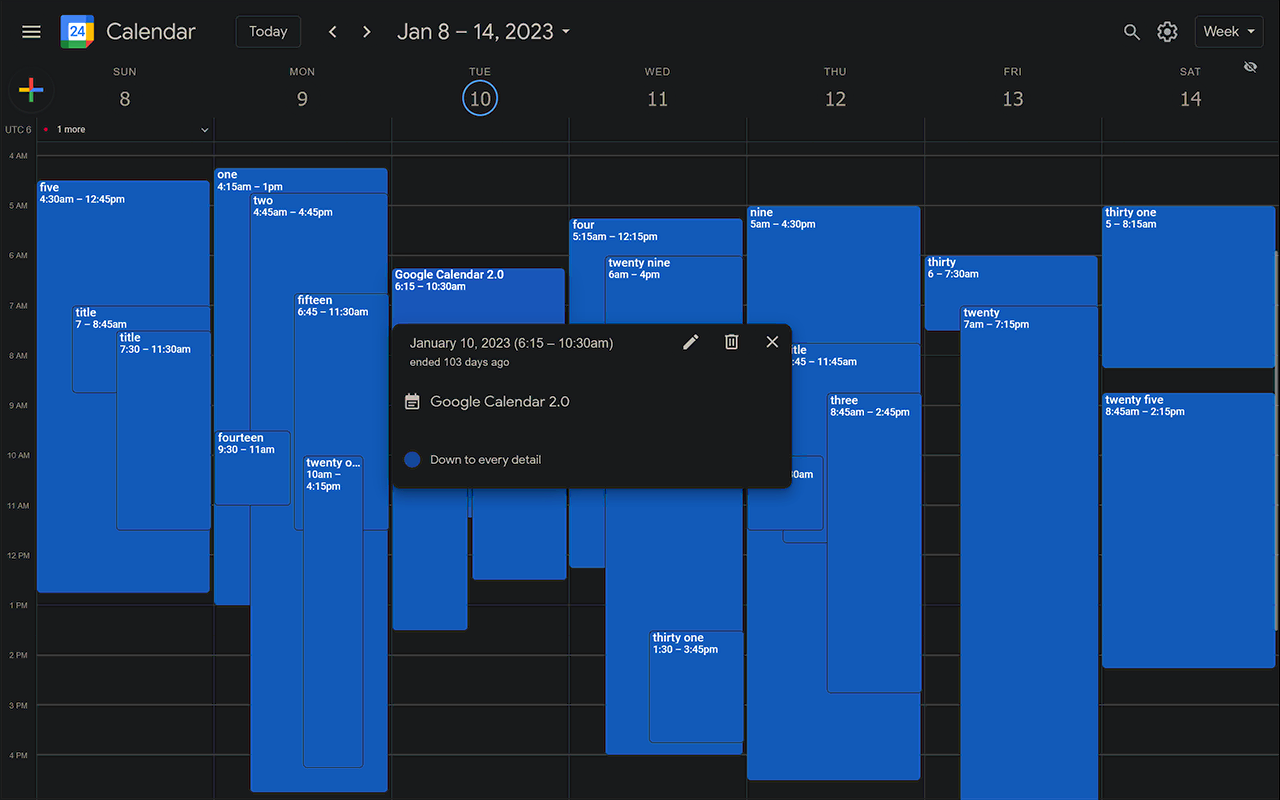 24 Calendar Today Jan 8 – 14, 2023 Week
SUN MON TUE WED THU FRI SAT
8 9 10 11 12 13 14
UTC 6 1 more
4 AM
5 AM
6 AM
7 AM
8 AM
9 AM
10 AM
11 AM
12 PM
1 PM
2 PM
3 PM
4 PM
five
4:30am – 12:45pm
title
7 – 8:45am
title
7:30 – 11:30am
one
4:15am – 1pm
two
4:45am – 4:45pm
fifteen
6:45 – 11:30am
fourteen
9:30 – 11am
twenty o...
10am –
4:15pm
Google Calendar 2.0
6:15 – 10:30am
January 10, 2023 (6:15 – 10:30am)
ended 103 days ago
Google Calendar 2.0
Down to every detail
four
5:15am – 12:15pm
twenty nine
6am – 4pm
thirty one
1:30 – 3:45pm
nine
5am – 4:30pm
itle
:45 – 11:45am
three
8:45am – 2:45pm
30am
thirty
6 – 7:30am
twenty
7am – 7:15pm
thirty one
5 – 8:15am
twenty five
8:45am – 2:15pm